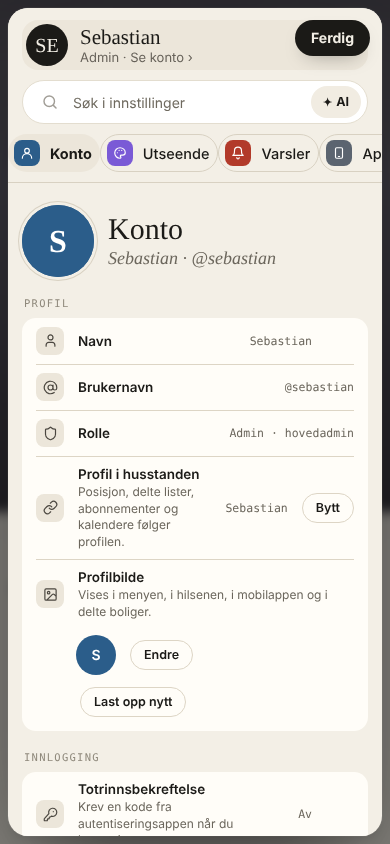 SE
Sebastian
Admin · Se konto ›
Ferdig
Søk i innstillinger
✦ AI
Konto
Utseende
Varsler
Ap
S
Konto
Sebastian · @sebastian
PROFIL
Navn
Sebastian
Brukernavn
@sebastian
Rolle
Admin · hovedadmin
Profil i husstanden
Posisjon, delte lister,
abonnementer og
kalendere følger
profilen.
Sebastian
Bytt
Profilbilde
Vises i menyen, i hilsenen, i mobilappen og i
delte boliger.
S
Endre
Last opp nytt
INNLOGGING
Totrinnsbekreftelse
Krev en kode fra
autentiseringsappen når du
Av